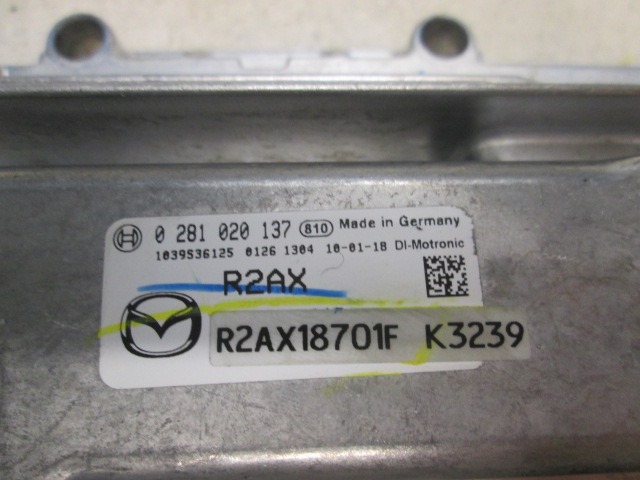 0 281 020 137 810 Made in Germany
1039S36125 0126 1304 10-01-18 DI-Motronic
R2AX
R2AX18701F K3239